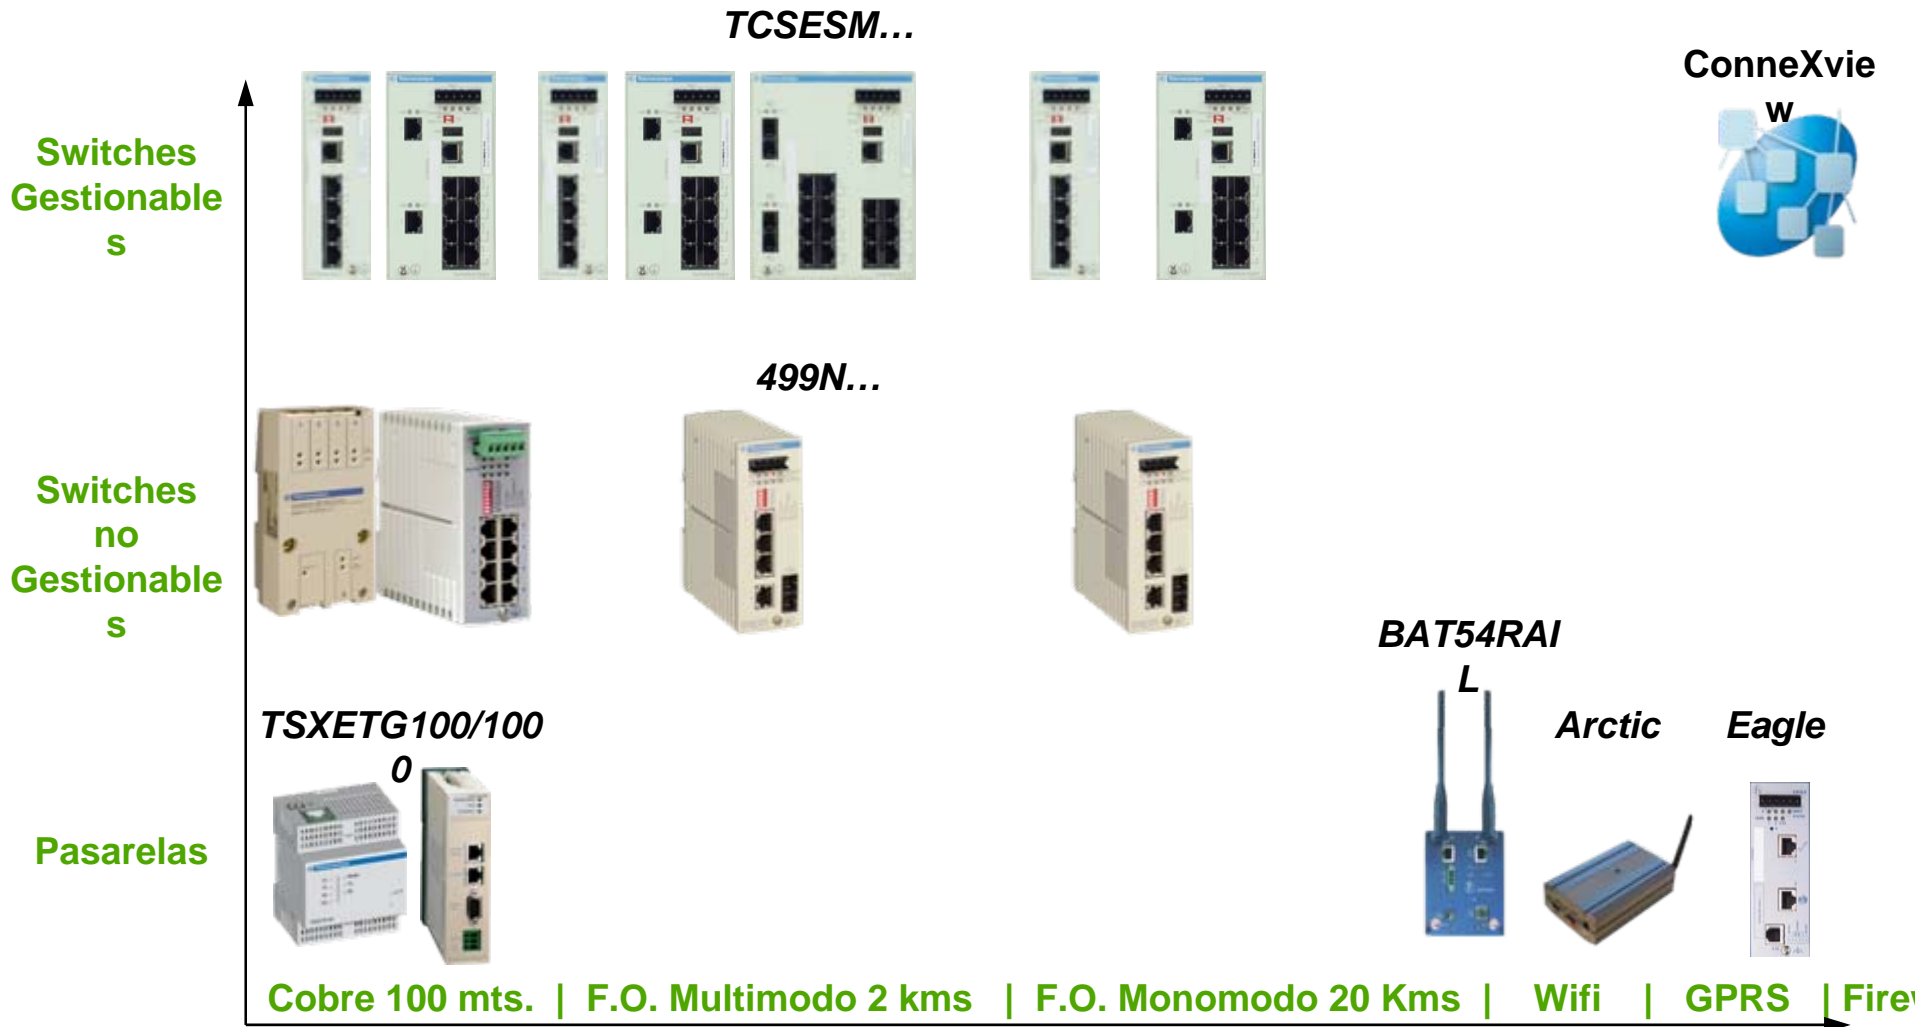 TCSESM…
ConneXvie
w
Switches
Gestionable
s
499N…
Switches
no
Gestionable
s
BAT54RAI
L
TSXETG100/100
0
Arctic
Eagle
Pasarelas
Cobre 100 mts. | F.O. Multimodo 2 kms | F.O. Monomodo 20 Kms | Wifi | GPRS | Firew